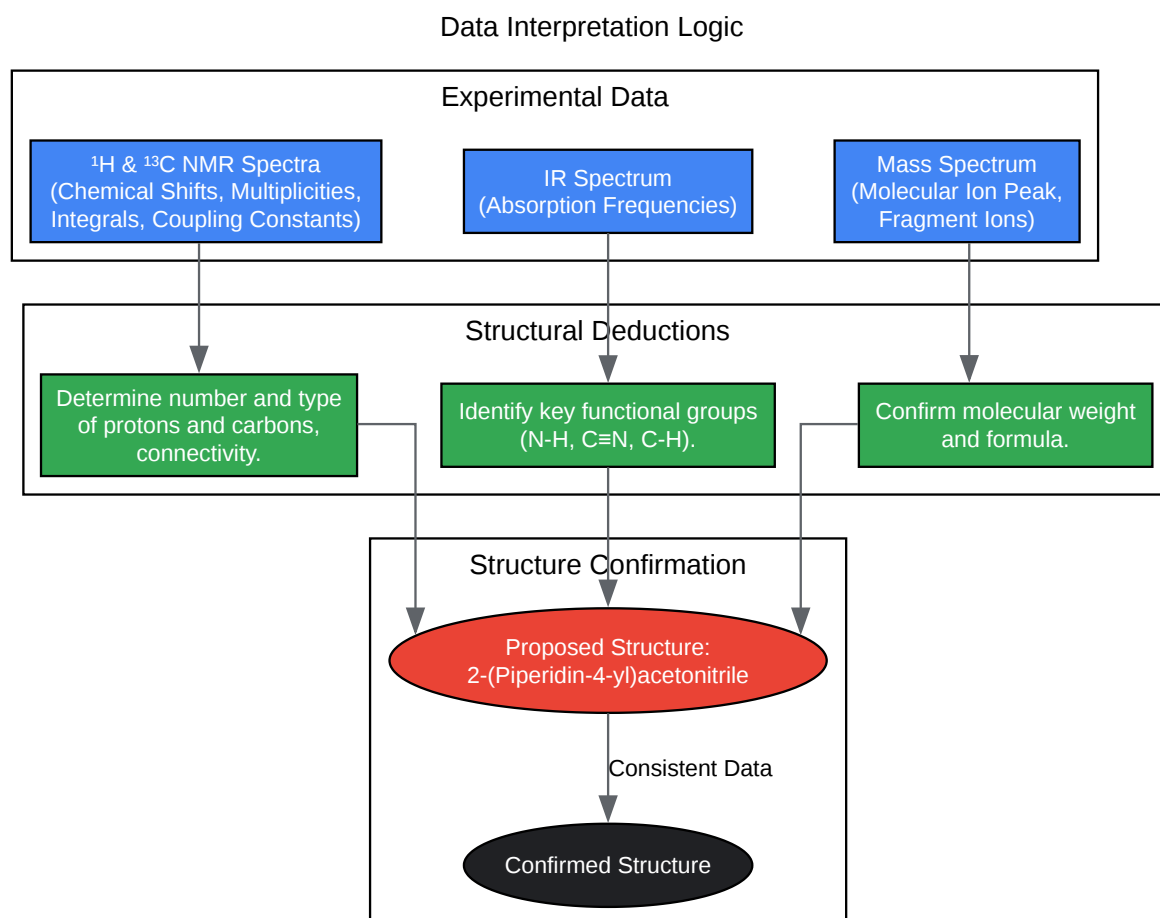 Data Interpretation Logic
Experimental Data
¹H & ¹³C NMR Spectra
(Chemical Shifts, Multiplicities,
Integrals, Coupling Constants)
IR Spectrum
(Absorption Frequencies)
Mass Spectrum
(Molecular Ion Peak,
Fragment Ions)
Structural Deductions
Determine number and type
of protons and carbons,
connectivity.
Identify key functional groups
(N-H, C≡N, C-H).
Confirm molecular weight
and formula.
Structure Confirmation
Proposed Structure:
2-(Piperidin-4-yl)acetonitrile
Consistent Data
Confirmed Structure